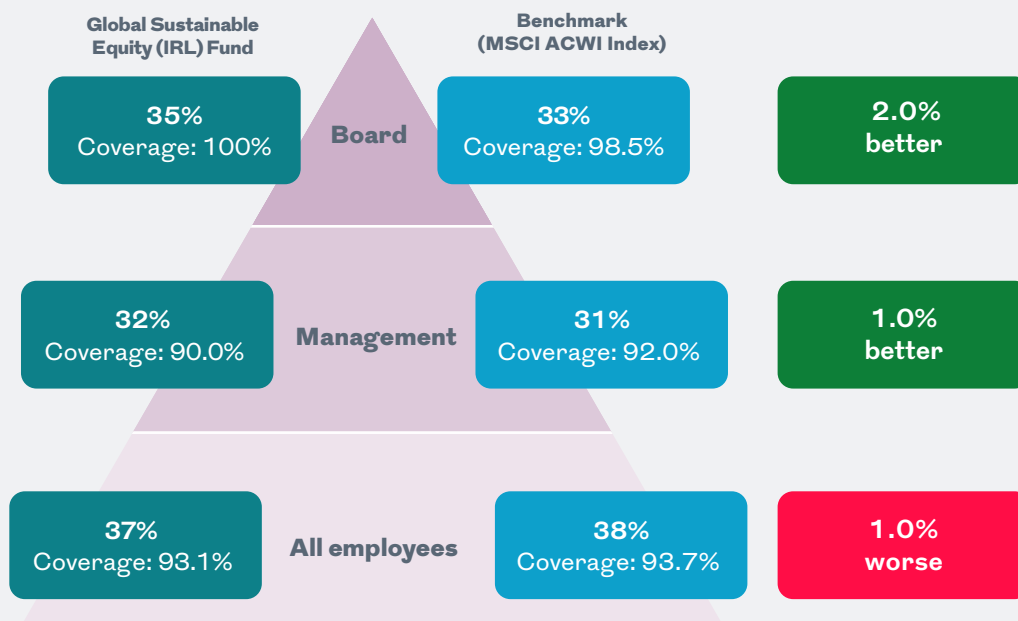 Global Sustainable
Equity (IRL) Fund
Benchmark
(MSCI ACWI Index)
35%
Coverage: 100%
Board
33%
Coverage: 98.5%
2.0%
better
32%
Coverage: 90.0%
Management
31%
Coverage: 92.0%
1.0%
better
37%
Coverage: 93.1%
All employees
38%
Coverage: 93.7%
1.0%
worse